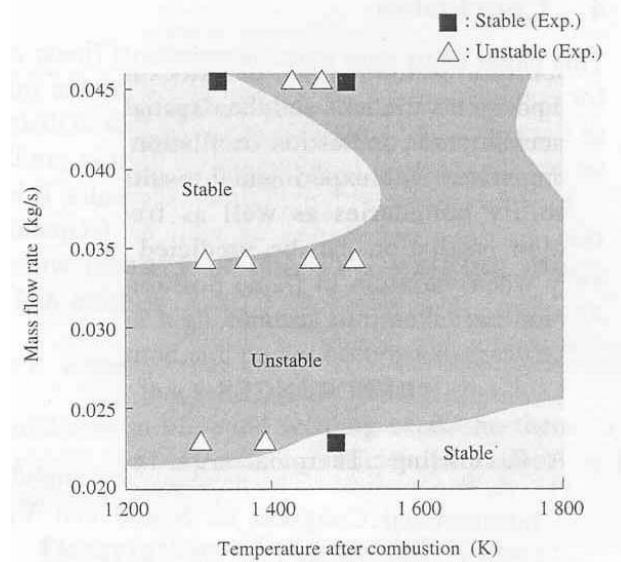 ■ : Stable (Exp.)
△ : Unstable (Exp.)
0.045
0.040
0.035
0.030
0.025
0.020
Mass flow rate (kg/s)
Stable
Unstable
Stable
1 200
1 400
1 600
1 800
Temperature after combustion (K)